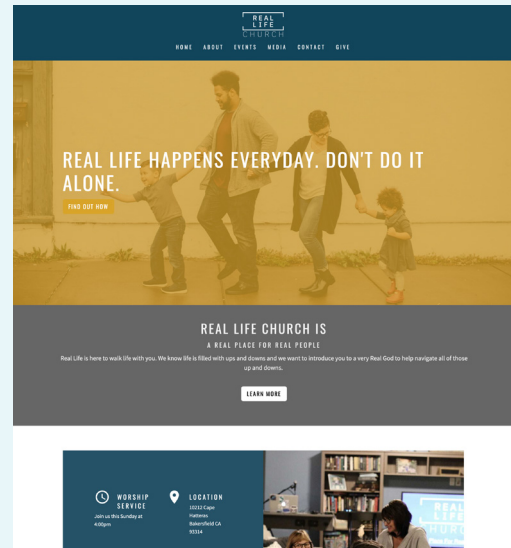 REAL
LIFE
CHURCH
HOME ABOUT EVENTS MEDIA CONTACT GIVE
REAL LIFE HAPPENS EVERYDAY. DON'T DO IT
ALONE.
FIND OUT HOW
REAL LIFE CHURCH IS
A REAL PLACE FOR REAL PEOPLE
Real Life is here to walk life with you. We know life is filled with ups and downs and we want to introduce you to a very Real God to help navigate all of those
up and downs.
LEARN MORE
WORSHIP
SERVICE
Join us this Sunday at
4:00pm
LOCATION
10212 Cape
Hatteras
Bakersfield CA
93314
REAL
LIFE